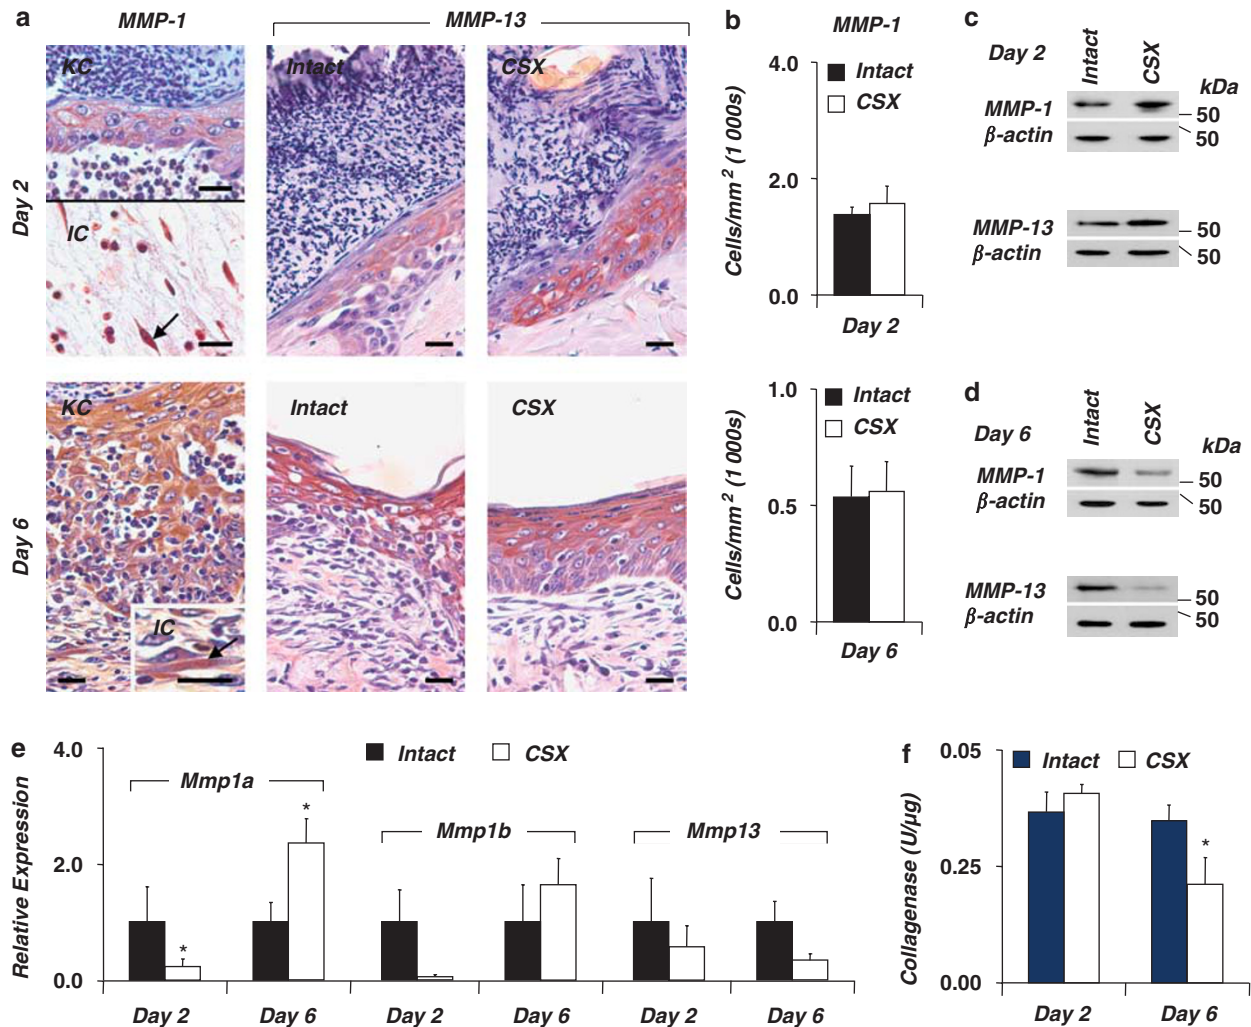 a
MMP-1
MMP-13
Day 2
KC
IC
Intact
CSX
Day 6
KC
IC
Intact
CSX
b
MMP-1
Cells/mm² (1 000s)
4.0
2.0
0.0
Intact
CSX
Day 2
Cells/mm² (1 000s)
1.0
0.5
0.0
Intact
CSX
Day 6
c
Day 2
Intact
CSX
kDa
MMP-1
50
β-actin
50
MMP-13
50
β-actin
50
d
Day 6
Intact
CSX
kDa
MMP-1
50
β-actin
50
MMP-13
50
β-actin
50
e
Relative Expression
4.0
2.0
0.0
Intact
CSX
Mmp1a
Mmp1b
Mmp13
*
*
Day 2 Day 6 Day 2 Day 6 Day 2 Day 6
f
Collagenase (U/µg)
0.05
0.25
0.00
Intact
CSX
*
Day 2 Day 6